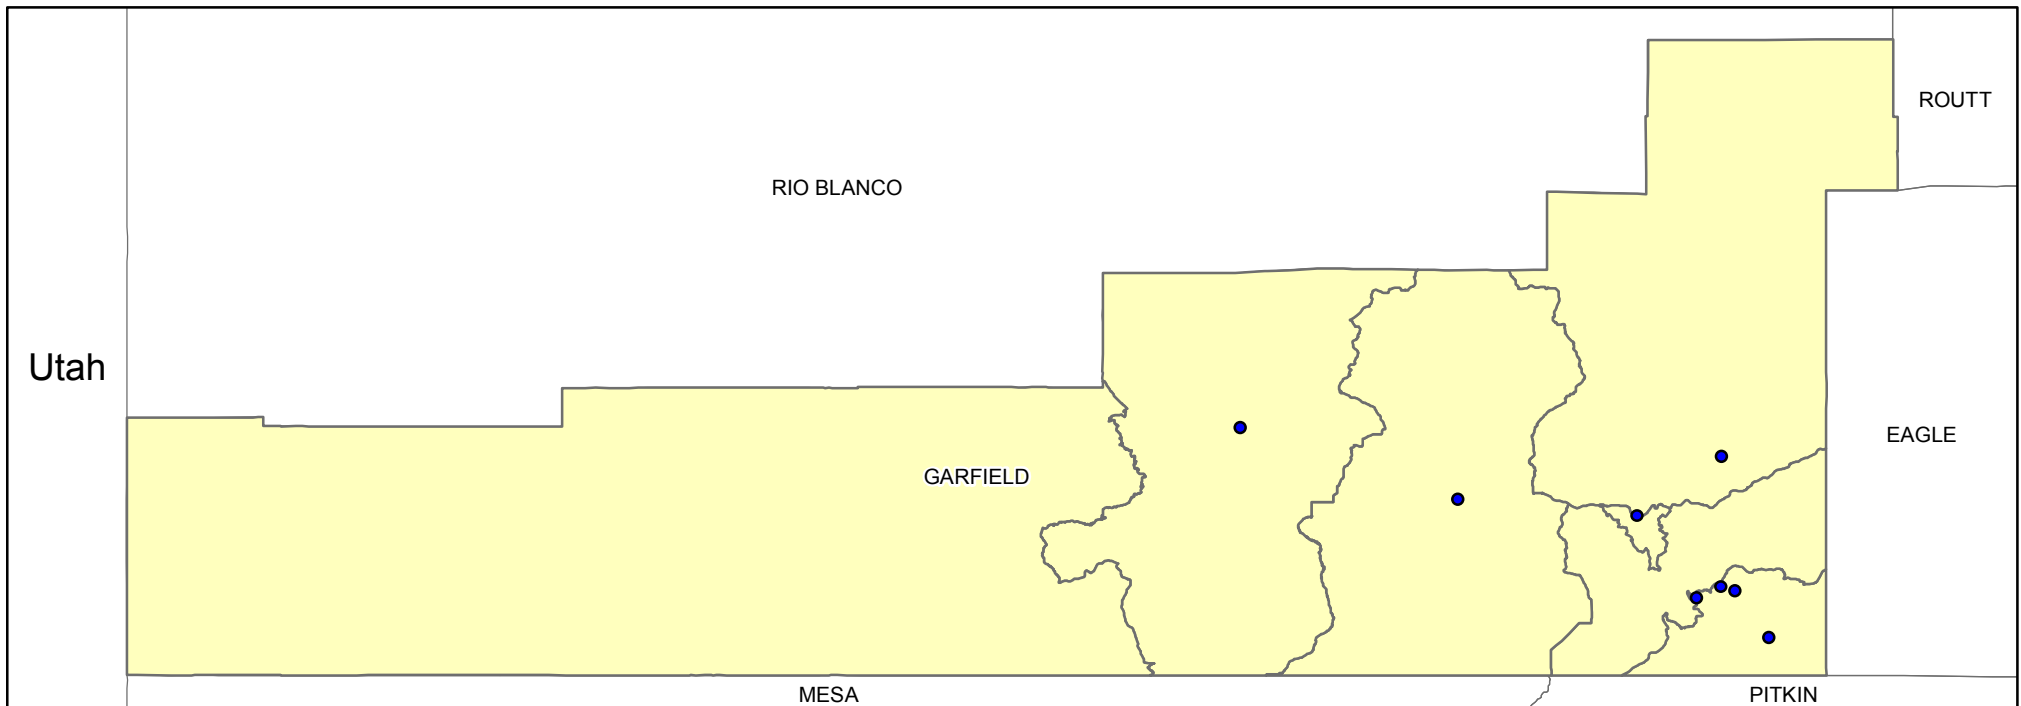 ROUTT
RIO BLANCO
Utah
EAGLE
GARFIELD
MESA
PITKIN